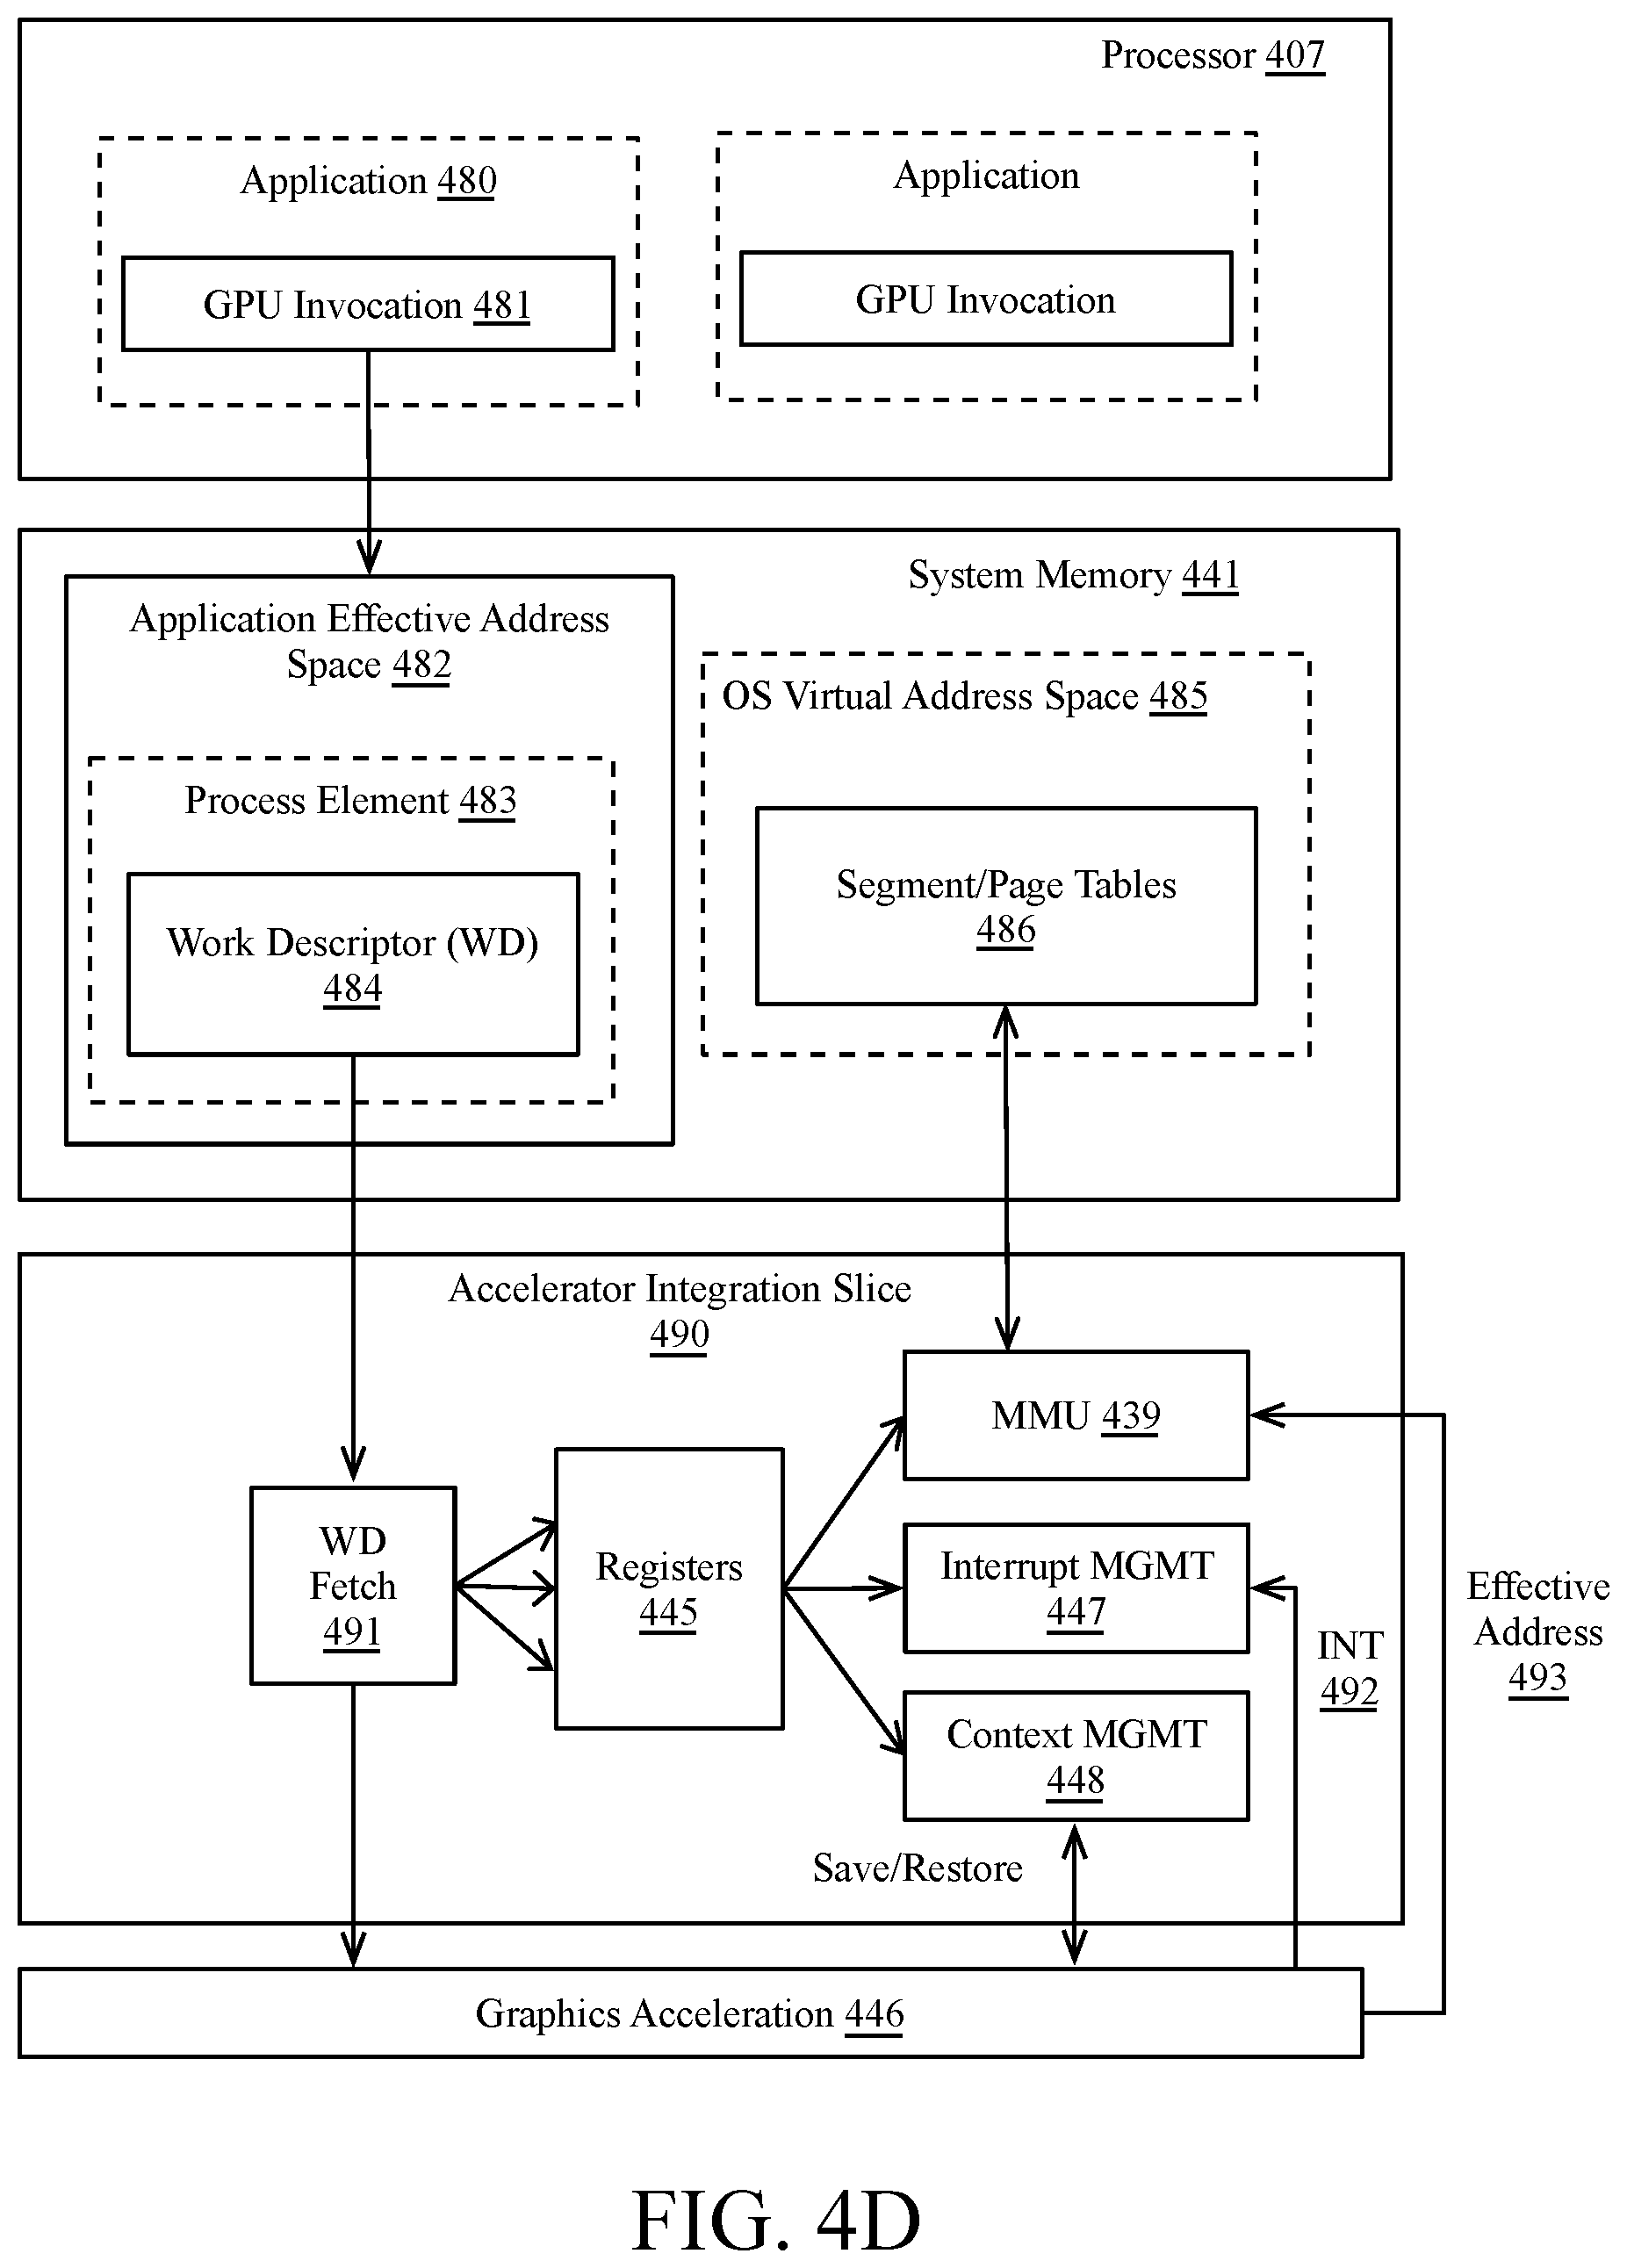 Processor 407
Application 480
GPU Invocation 481
Application
GPU Invocation
System Memory 441
Application Effective Address
Space 482
Process Element 483
Work Descriptor (WD)
484
OS Virtual Address Space 485
Segment/Page Tables
486
Accelerator Integration Slice
490
WD
Fetch
491
Registers
445
MMU 439
Interrupt MGMT
447
Context MGMT
448
Save/Restore
INT
492
Effective
Address
493
Graphics Acceleration 446
FIG. 4D